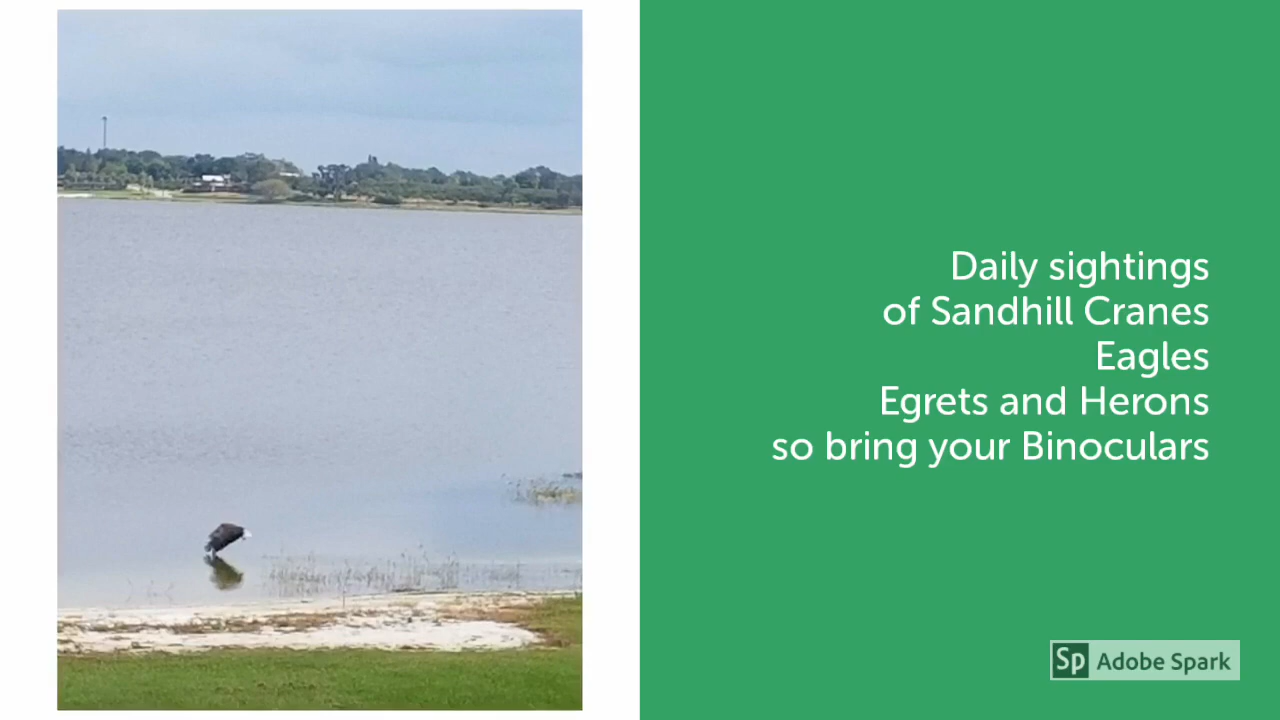 Daily sightings
of Sandhill Cranes
Eagles
Egrets and Herons
so bring your Binoculars
Sp Adobe Spark